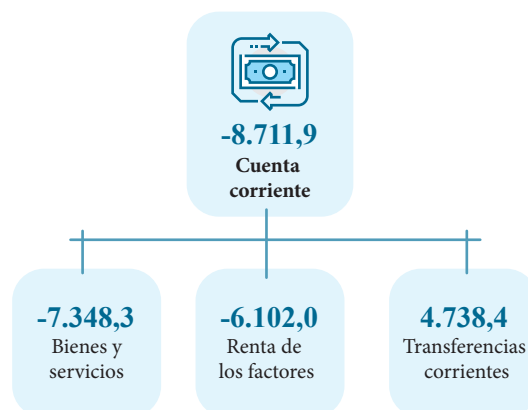 -8.711,9
Cuenta
corriente
-7.348,3
Bienes y
servicios
-6.102,0
Renta de
los factores
4.738,4
Transferencias
corrientes